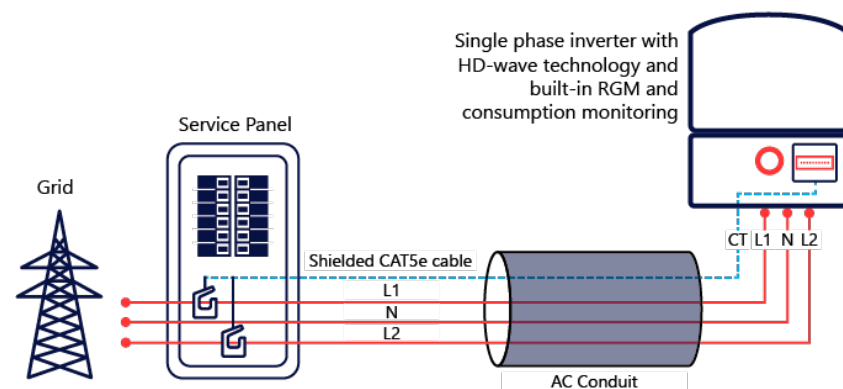 Single phase inverter with
HD-wave technology and
built-in RGM and
consumption monitoring
Service Panel
Grid
CT L1 N L2
Shielded CAT5e cable
L1
N
L2
AC Conduit